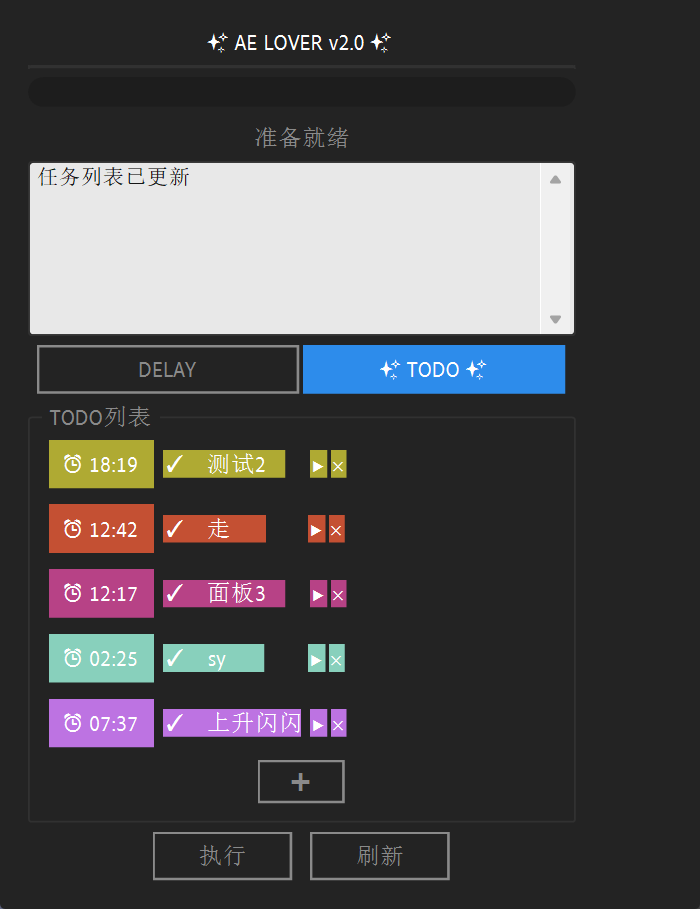 AE LOVER v2.0
准备就绪
任务列表已更新
DELAY
TODO
TODO列表
18:19 ✓ 测试2 ▶ ×
12:42 ✓ 走 ▶ ×
12:17 ✓ 面板3 ▶ ×
02:25 ✓ sy ▶ ×
07:37 ✓ 上升闪闪 ▶ ×
+
执行 刷新